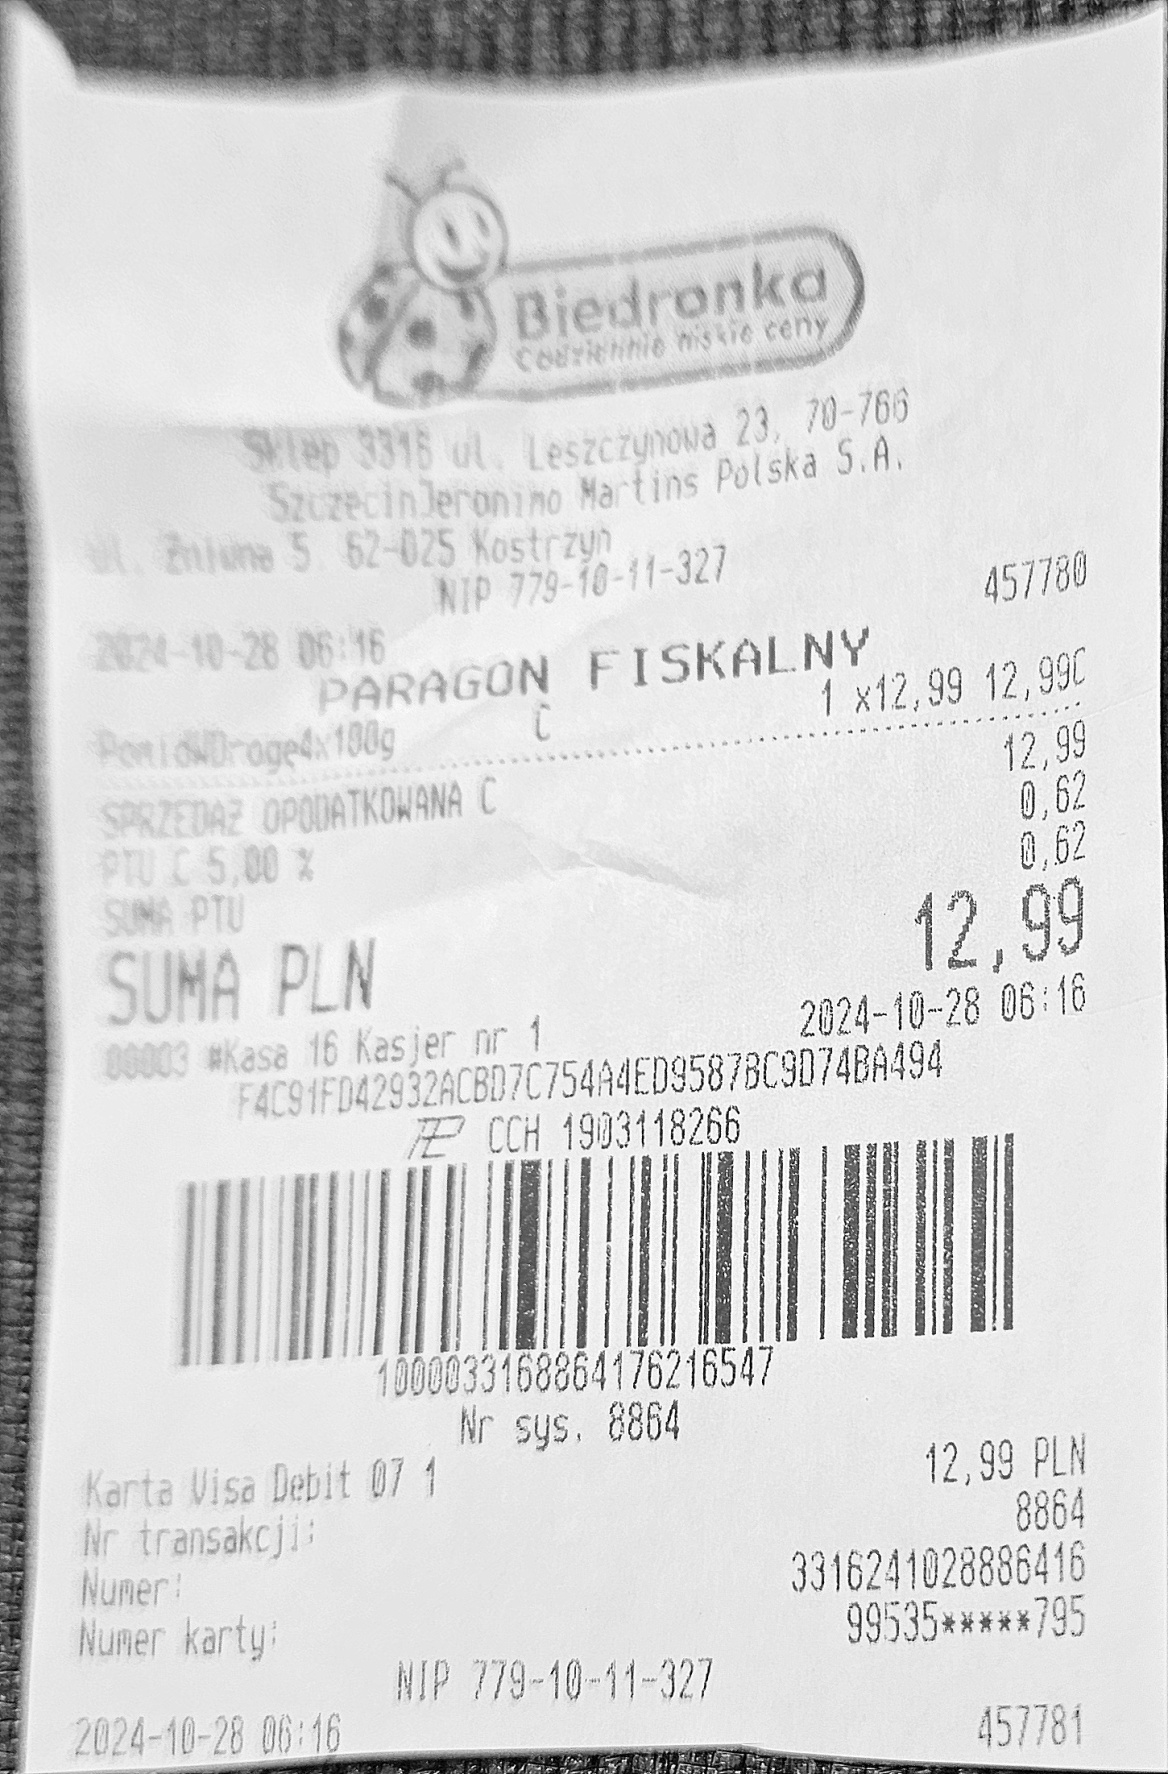 Biedronka
Codziennie niskie ceny
Sklep 3316 ul. Leszczynowa 23, 70-766
SzczecinJeronimo Martins Polska S.A.
ul. Żniwna 5. 62-025 Kostrzyn
NIP 779-10-11-327
2024-10-28 06:16 457780
PARAGON FISKALNY
PomidWDroge4x100g C 1 x12,99 12,99C
SPRZEDAŻ OPODATKOWANA C 12,99
PTU C 5,00 % 0,62
SUMA PTU 0,62
SUMA PLN 12,99
00003 #Kasa 16 Kasjer nr 1 2024-10-28 06:16
F4C91FD42932ACBD7C754A4ED9587BC9D74BA494
CCH 1903118266
1000033168864176216547
Nr sys. 8864
Karta Visa Debit 07 1 12,99 PLN
Nr transakcji: 8864
Numer: 3316241028886416
Numer karty: 99535*****795
NIP 779-10-11-327
2024-10-28 06:16 457781